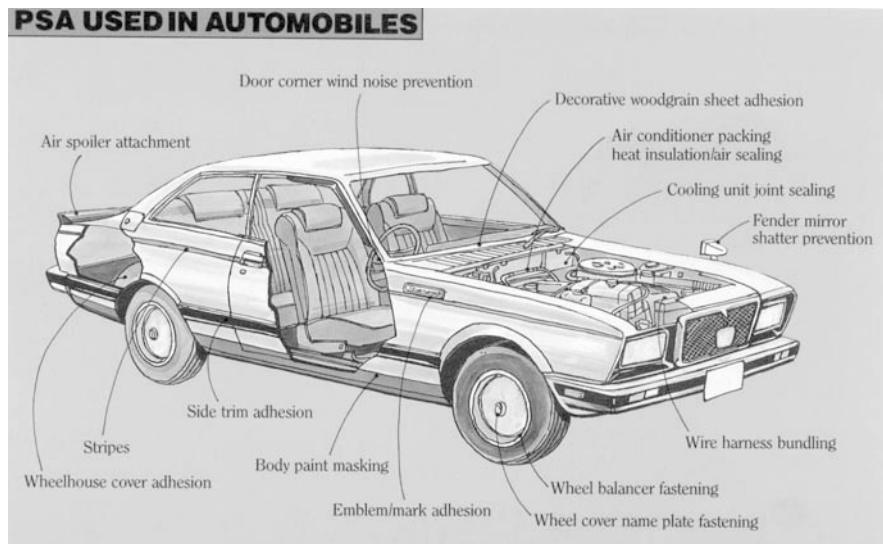 PSA USED IN AUTOMOBILES
Door corner wind noise prevention
Decorative woodgrain sheet adhesion
Air spoiler attachment
Air conditioner packing
heat insulation/air sealing
Cooling unit joint sealing
Fender mirror
shatter prevention
Side trim adhesion
Stripes
Wire harness bundling
Body paint masking
Wheelhouse cover adhesion
Wheel balancer fastening
Emblem/mark adhesion
Wheel cover name plate fastening